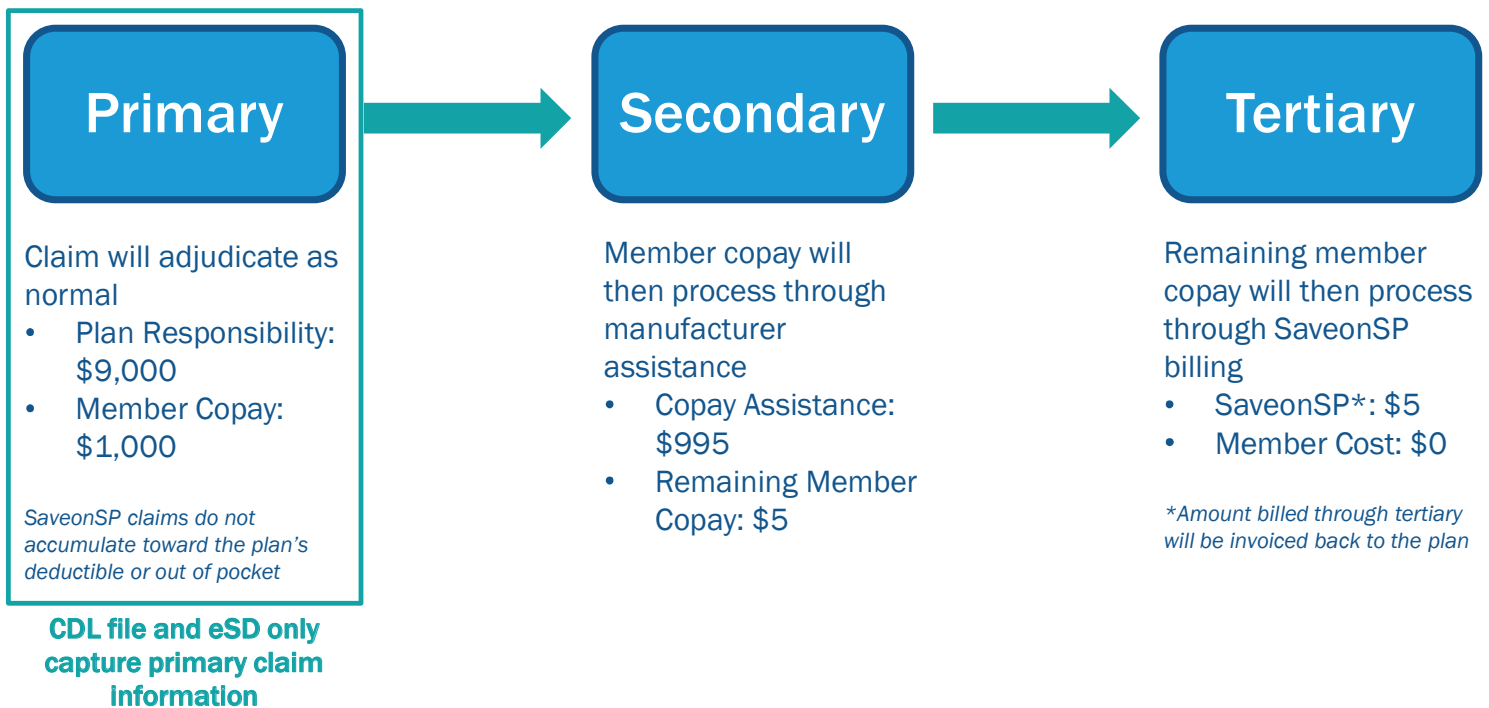 Primary
Claim will adjudicate as
normal
• Plan Responsibility:
$9,000
• Member Copay:
$1,000
SaveonSP claims do not
accumulate toward the plan's
deductible or out of pocket
CDL file and eSD only
capture primary claim
information
Secondary
Member copay will
then process through
manufacturer
assistance
• Copay Assistance:
$995
• Remaining Member
Copay: $5
Tertiary
Remaining member
copay will then process
through SaveonSP
billing
• SaveonSP*: $5
• Member Cost: $0
*Amount billed through tertiary
will be invoiced back to the plan